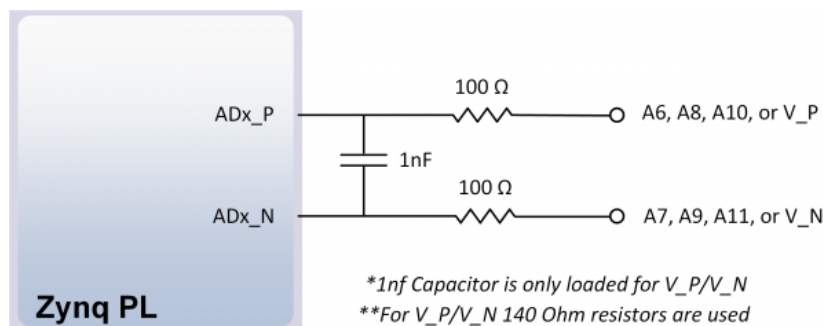 100 Ω
ADx_P
A6, A8, A10, or V_P
1nF
100 Ω
ADx_N
A7, A9, A11, or V_N
*1nf Capacitor is only loaded for V_P/V_N
**For V_P/V_N 140 Ohm resistors are used
Zynq PL